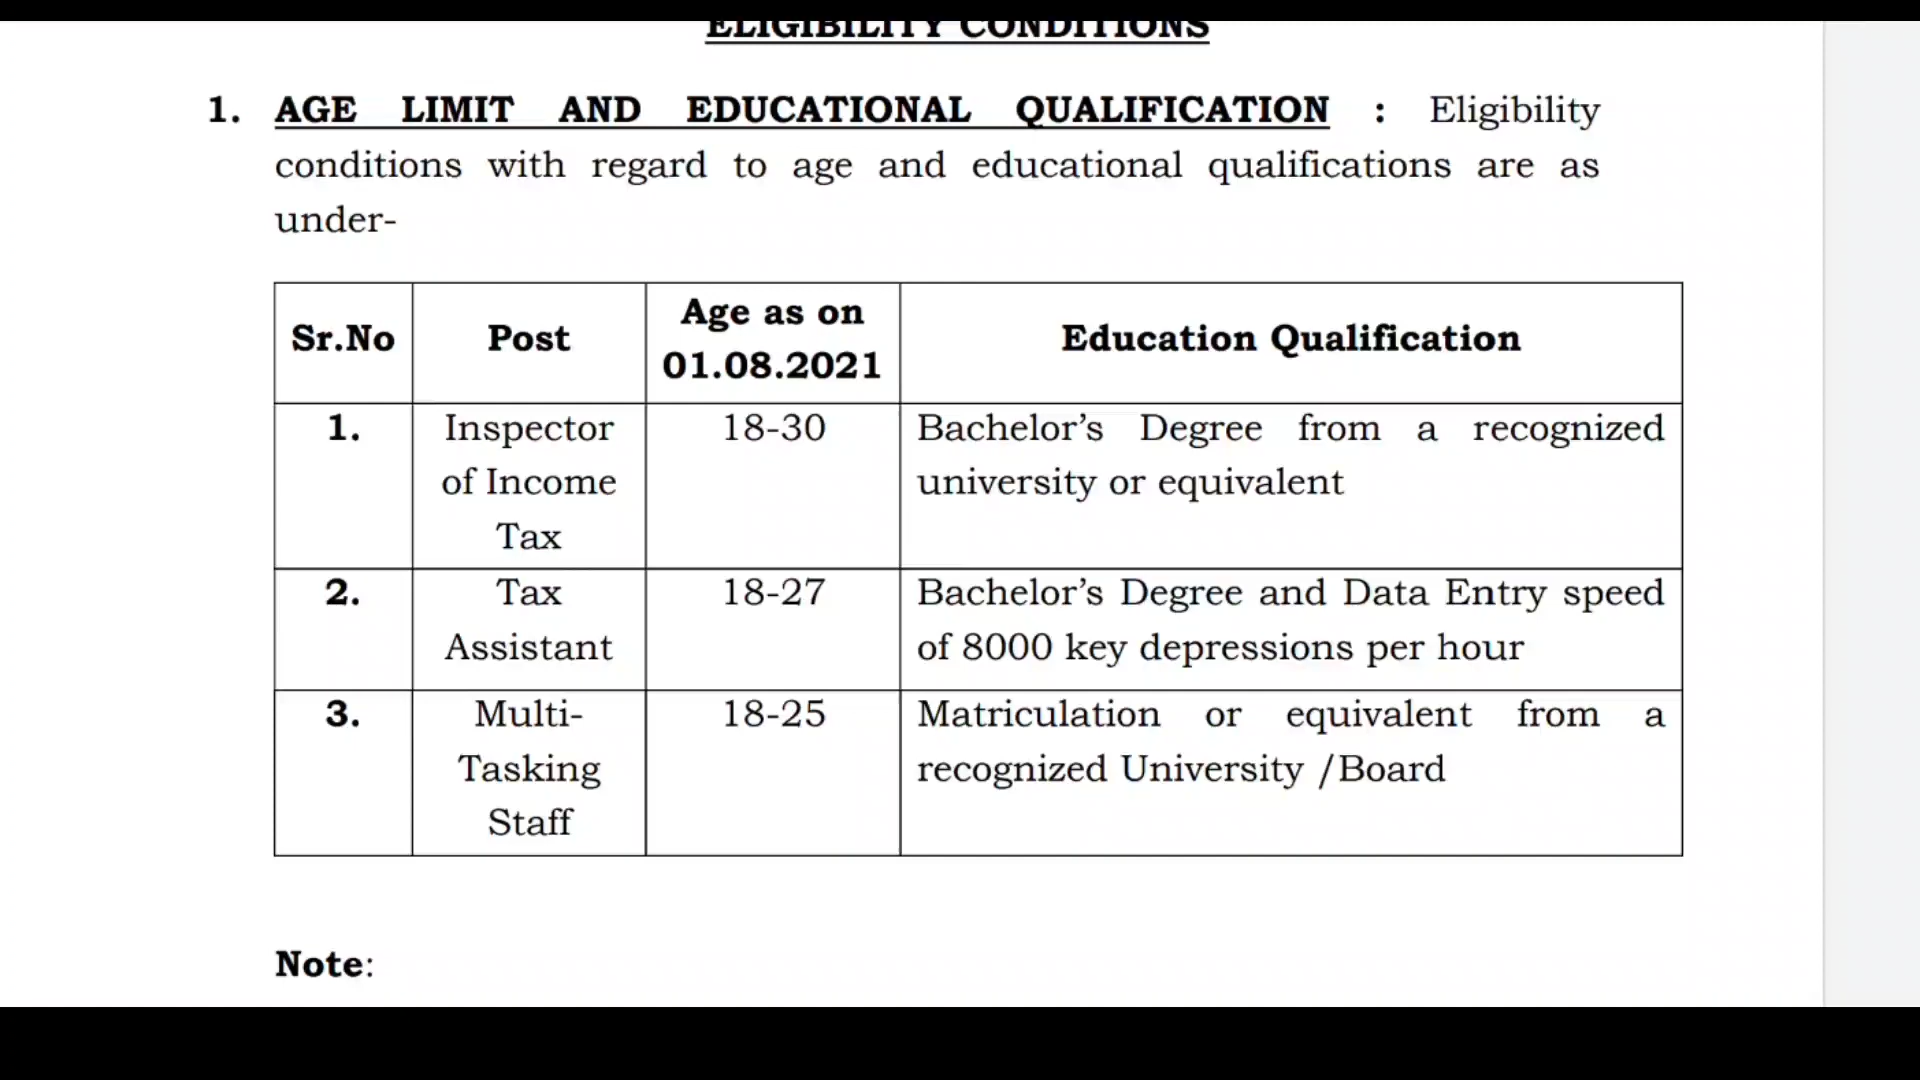 ELIGIBILITY CONDITIONS
1. AGE LIMIT AND EDUCATIONAL QUALIFICATION : Eligibility
conditions with regard to age and educational qualifications are as
under-
Sr.No Post Age as on 01.08.2021 Education Qualification
1. Inspector of Income Tax 18-30 Bachelor’s Degree from a recognized university or equivalent
2. Tax Assistant 18-27 Bachelor’s Degree and Data Entry speed of 8000 key depressions per hour
3. Multi-Tasking Staff 18-25 Matriculation or equivalent from a recognized University /Board
Note: